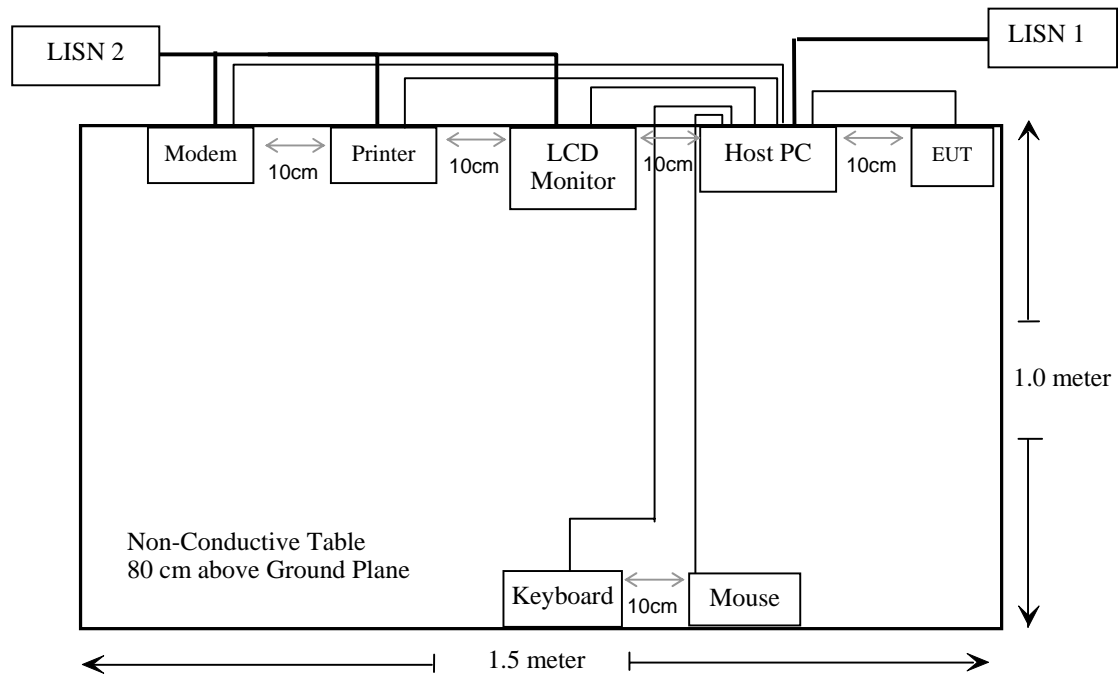 LISN 2
LISN 1
Modem
10cm
Printer
10cm
LCD
Monitor
10cm
Host PC
10cm
EUT
1.0 meter
Non-Conductive Table
80 cm above Ground Plane
Keyboard
10cm
Mouse
1.5 meter